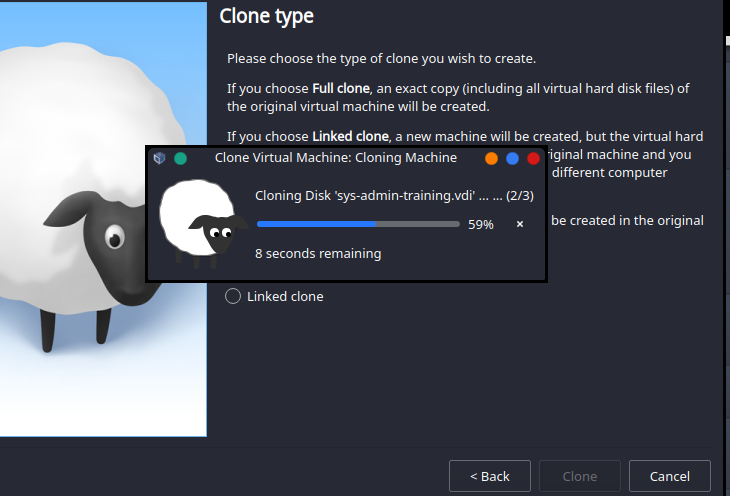 Clone type
Please choose the type of clone you wish to create.
If you choose Full clone, an exact copy (including all virtual hard disk files) of
the original virtual machine will be created.
If you choose Linked clone, a new machine will be created, but the virtual hard
iginal machine and you
different computer
be created in the original
Clone Virtual Machine: Cloning Machine
Cloning Disk 'sys-admin-training.vdi' ... ... (2/3)
59%
×
8 seconds remaining
Linked clone
< Back
Clone
Cancel